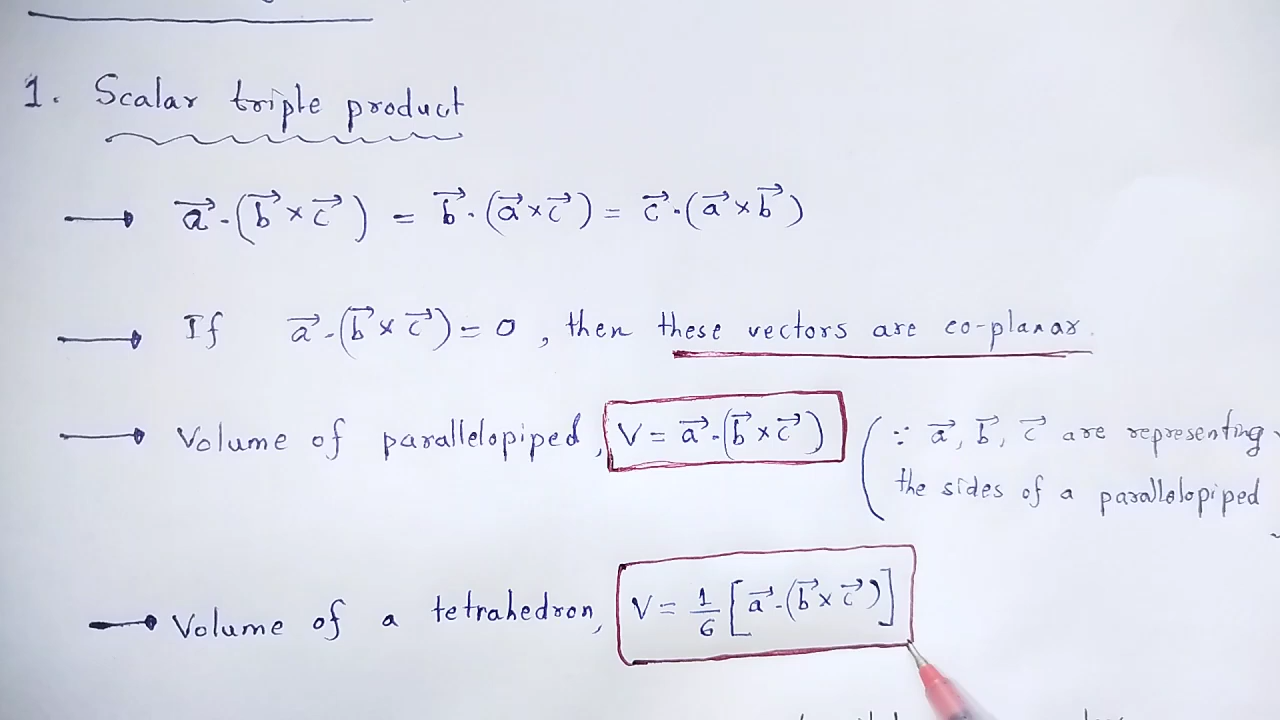 1. Scalar triple product
→ a⃗·(b⃗×c⃗) = b⃗·(a⃗×c⃗) = c⃗·(a⃗×b⃗)
→ If a⃗·(b⃗×c⃗) = 0, then these vectors are co-planar.
→ Volume of parallelopiped, V = a⃗·(b⃗×c⃗) (∵ a⃗, b⃗, c⃗ are representing
the sides of a parallelopiped
→ Volume of a tetrahedron, V = 1/6 [a⃗·(b⃗×c⃗)]